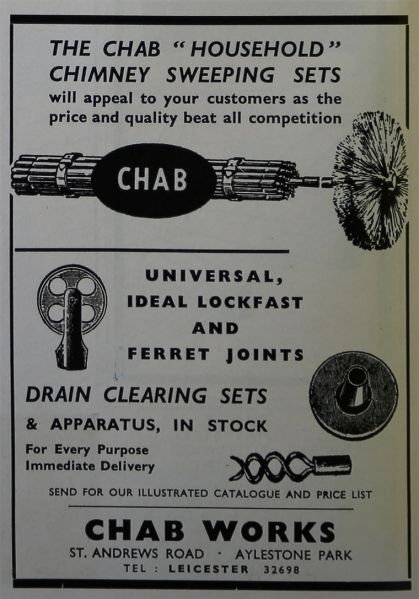 THE CHAB "HOUSEHOLD"
CHIMNEY SWEEPING SETS
will appeal to your customers as the
price and quality beat all competition
CHAB
UNIVERSAL,
IDEAL LOCKFAST
AND
FERRET JOINTS
DRAIN CLEARING SETS
& APPARATUS, IN STOCK
For Every Purpose
Immediate Delivery
SEND FOR OUR ILLUSTRATED CATALOGUE AND PRICE LIST
CHAB WORKS
ST. ANDREWS ROAD · AYLESTONE PARK
TEL : LEICESTER 32698